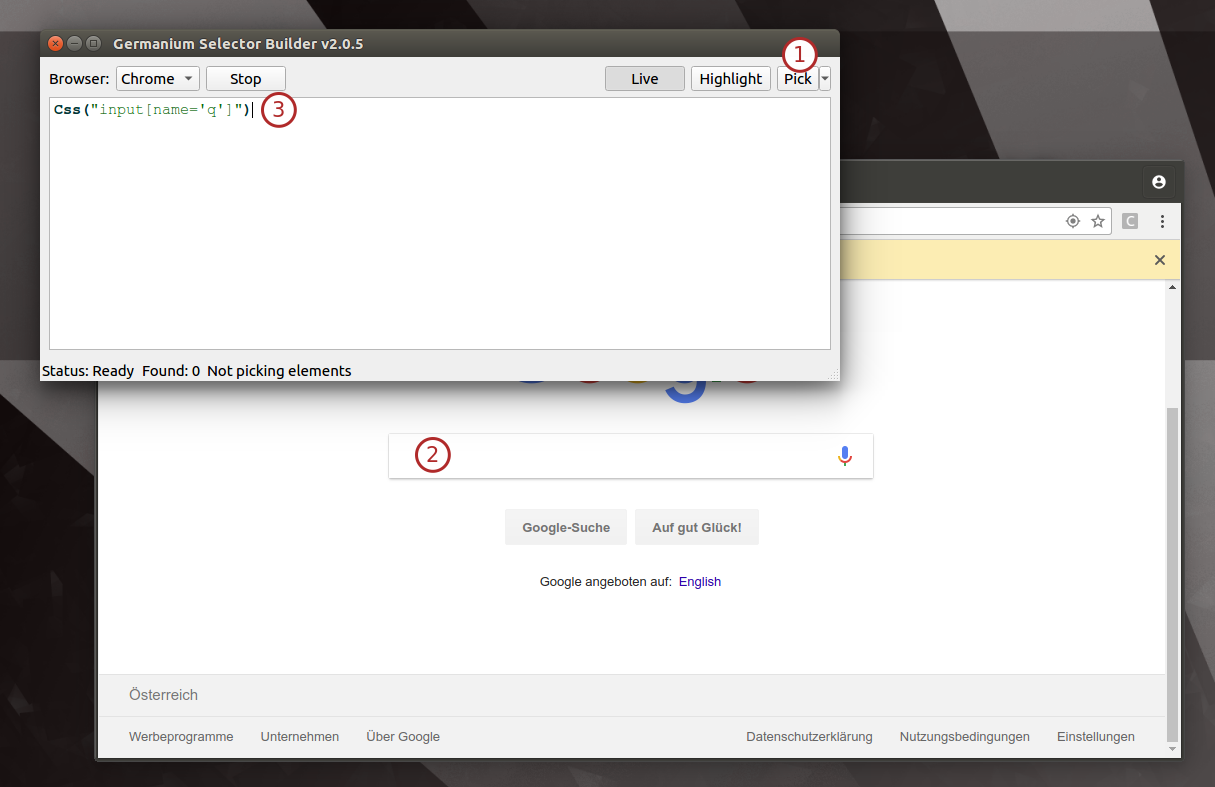 Germanium Selector Builder v2.0.5
1
Browser: Chrome Stop Live Highlight Pick
Css("input[name='q']") 3
C
Status: Ready Found: 0 Not picking elements
2
Google-Suche Auf gut Glück!
Google angeboten auf: English
Österreich
Werbeprogramme Unternehmen Über Google Datenschutzerklärung Nutzungsbedingungen Einstellungen